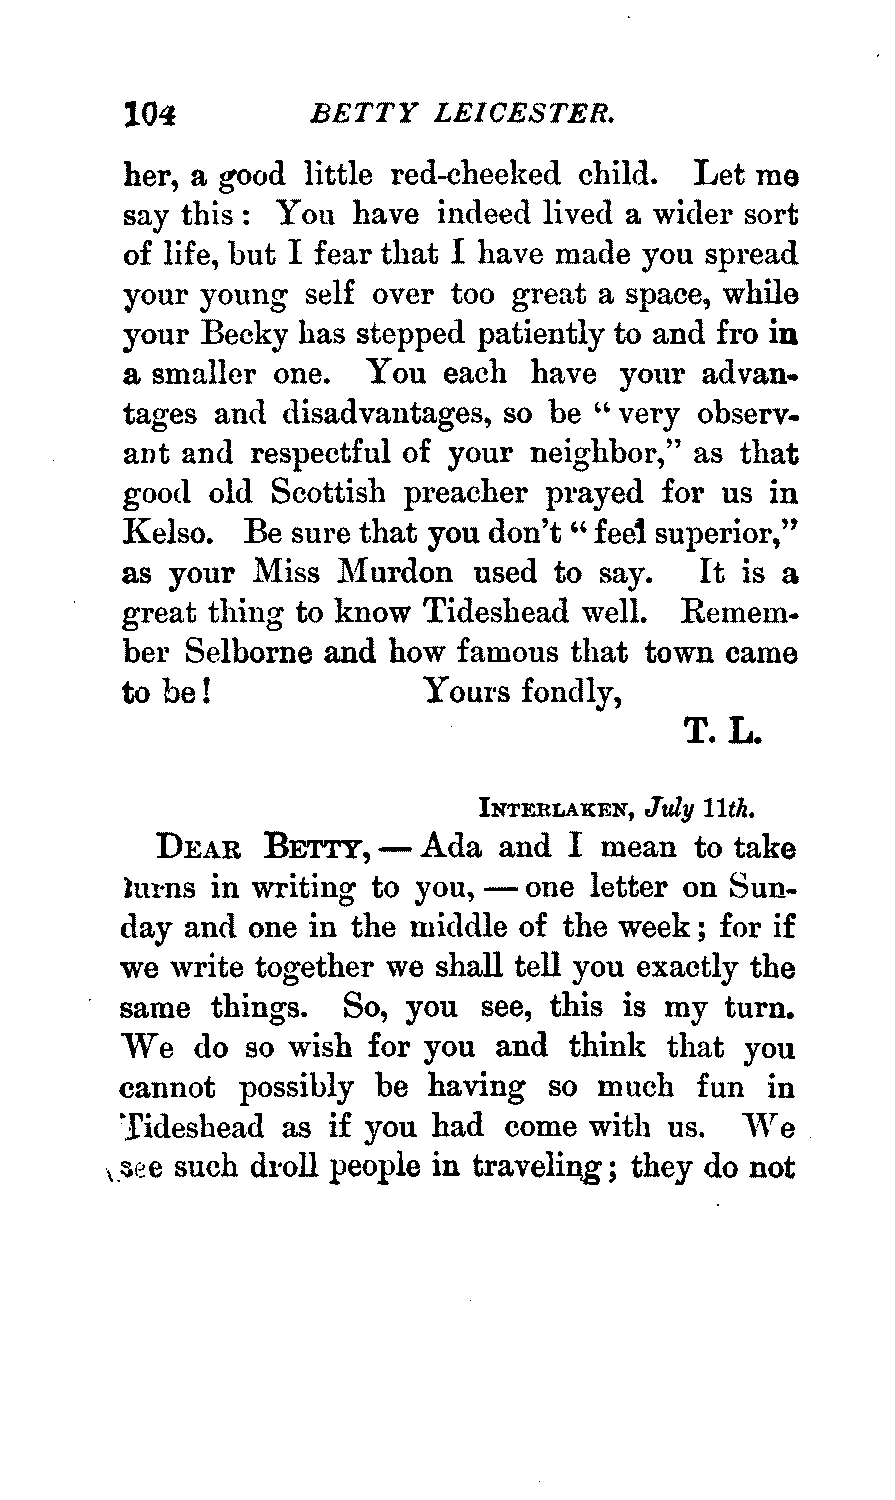 104 BETTY LEICESTER.
her, a good little red-cheeked child. Let me
say this: You have indeed lived a wider sort
of life, but I fear that I have made you spread
your young self over too great a space, while
your Becky has stepped patiently to and fro in
a smaller one. You each have your advan-
tages and disadvantages, so be “very observ-
ant and respectful of your neighbor,” as that
good old Scottish preacher prayed for us in
Kelso. Be sure that you don’t “feel superior,”
as your Miss Murdon used to say. It is a
great thing to know Tideshead well. Remem-
ber Selborne and how famous that town came
to be! Yours fondly,
T. L.
INTERLAKEN, July 11th.
DEAR BETTY,—Ada and I mean to take
turns in writing to you,—one letter on Sun-
day and one in the middle of the week; for if
we write together we shall tell you exactly the
same things. So, you see, this is my turn.
We do so wish for you and think that you
cannot possibly be having so much fun in
Tideshead as if you had come with us. We
see such droll people in traveling; they do not